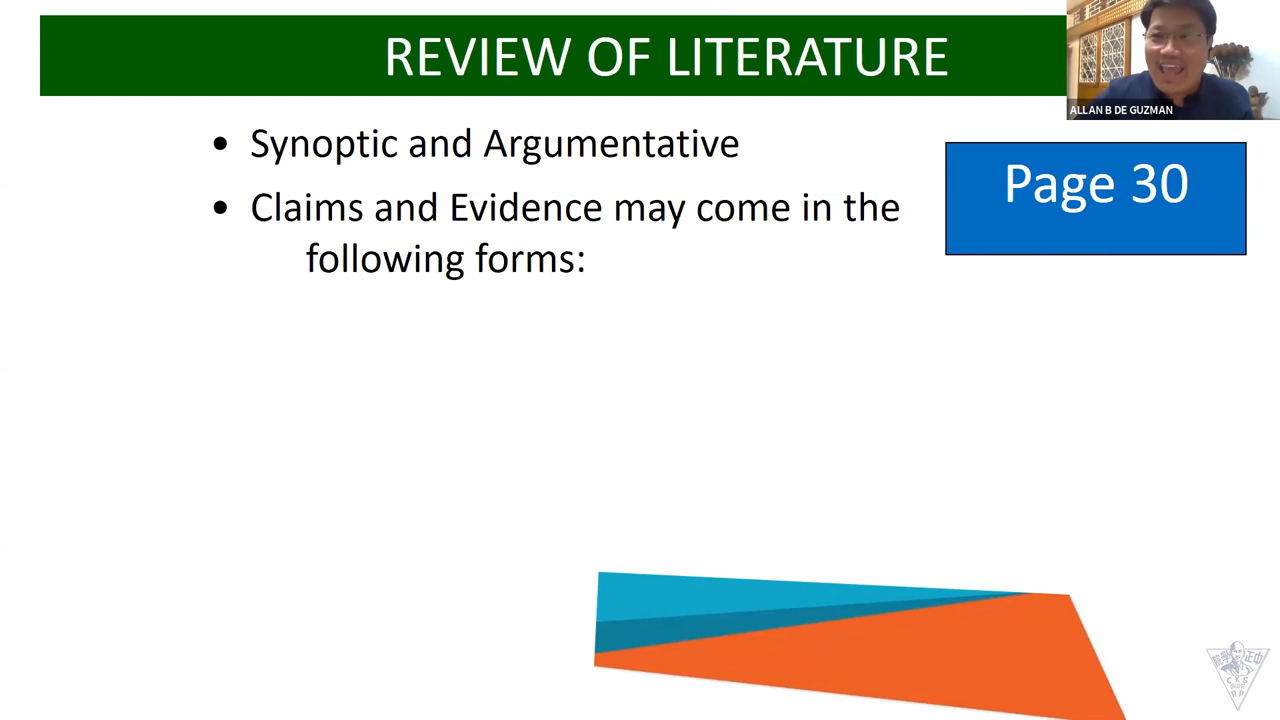 REVIEW OF LITERATURE
ALLAN B DE GUZMAN
• Synoptic and Argumentative
• Claims and Evidence may come in the
following forms:
Page 30
C K S